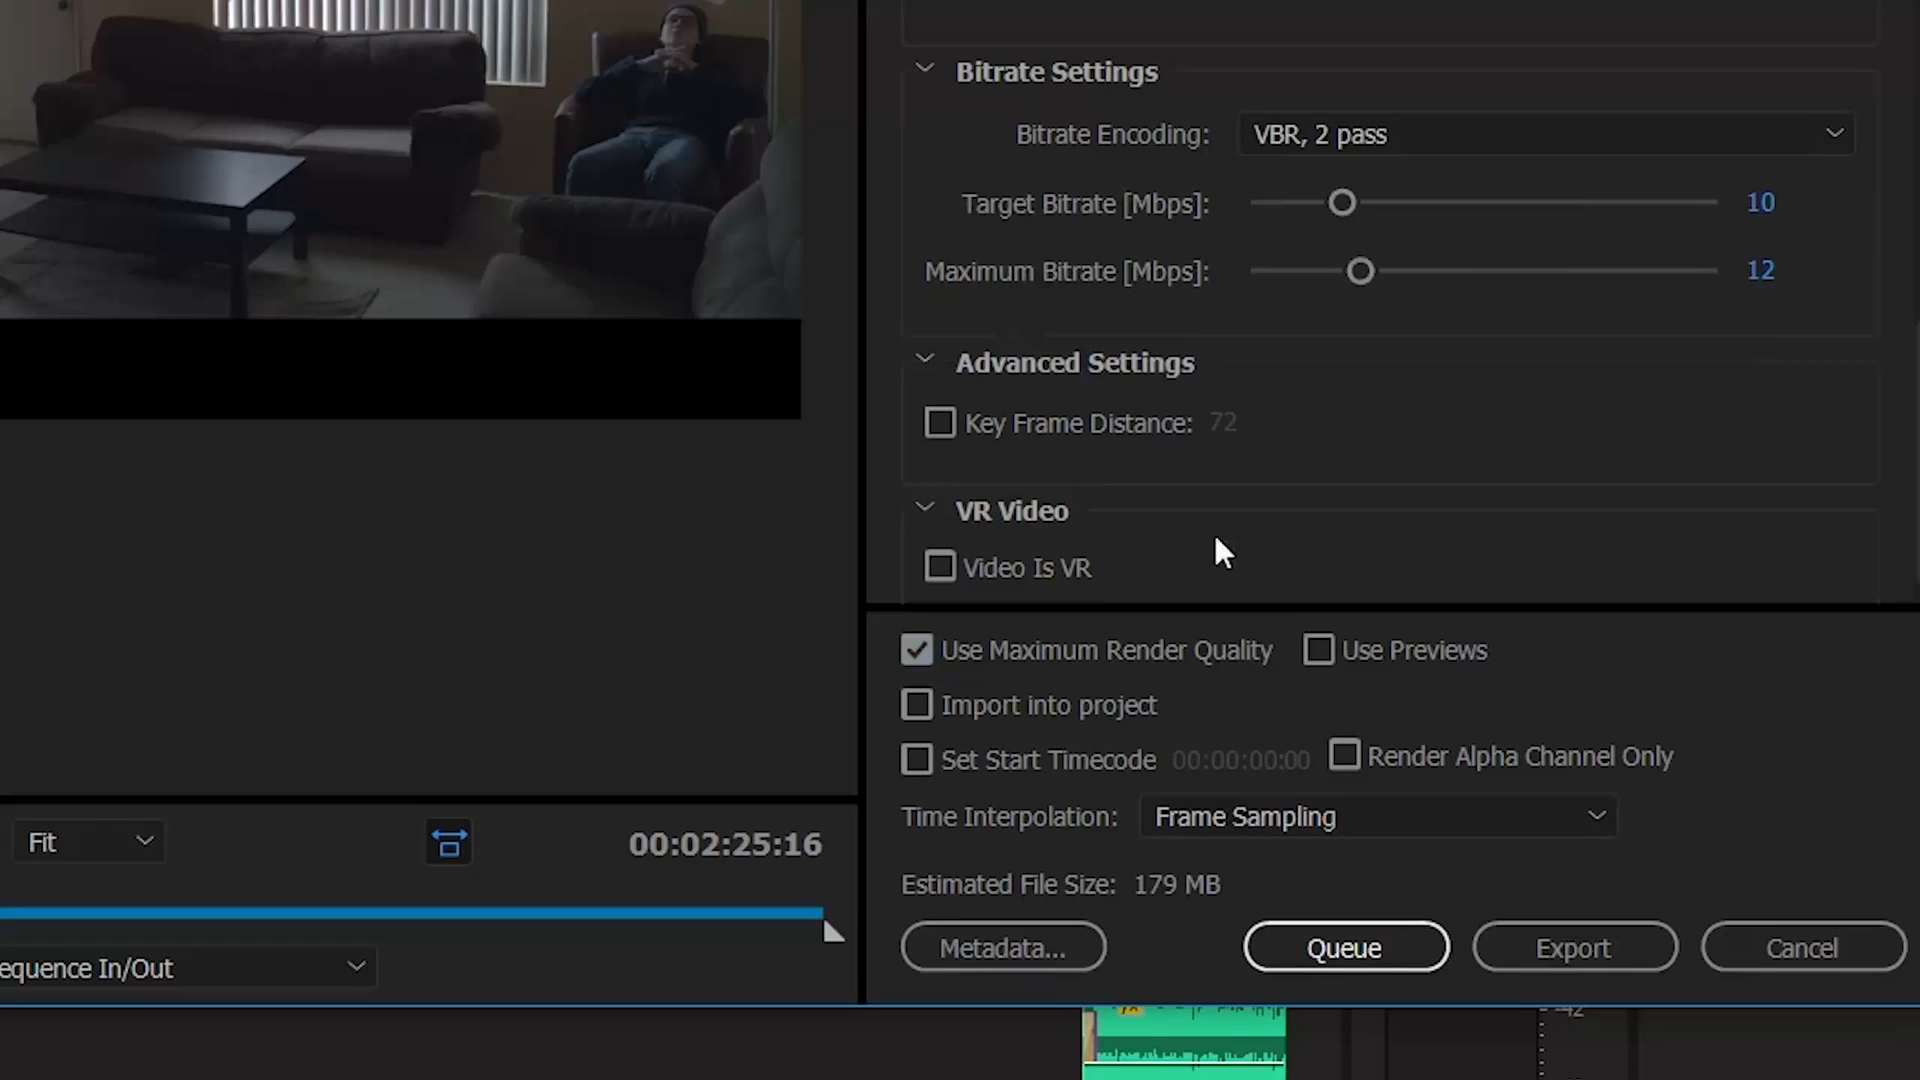 Bitrate Settings
Bitrate Encoding: VBR, 2 pass
Target Bitrate [Mbps]: 10
Maximum Bitrate [Mbps]: 12
Advanced Settings
Key Frame Distance: 72
VR Video
Video Is VR
Use Maximum Render Quality Use Previews
Import into project
Set Start Timecode 00:00:00:00 Render Alpha Channel Only
Time Interpolation: Frame Sampling
Fit 00:02:25:16
Estimated File Size: 179 MB
Metadata... Queue Export Cancel
equence In/Out
fx
-42